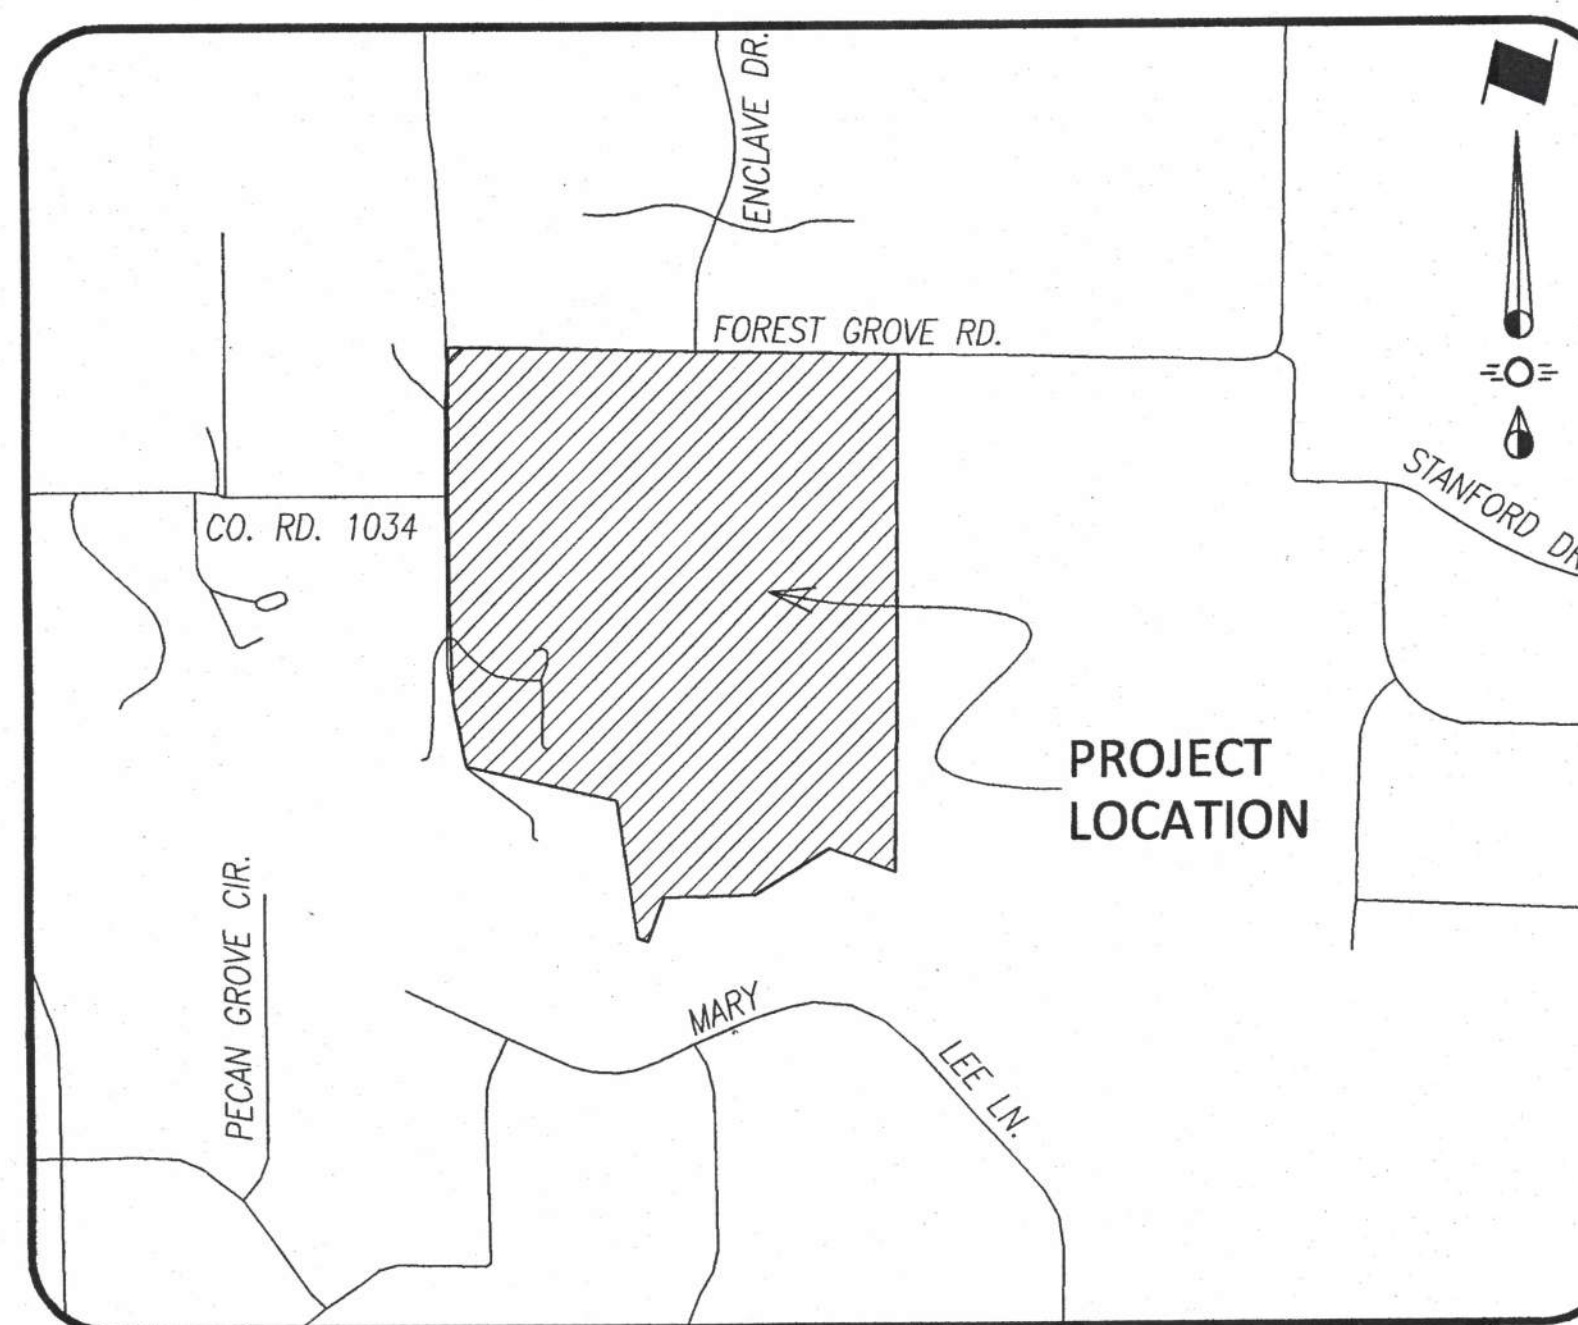 ENCLAVE DR.
FOREST GROVE RD.
STANFORD DR
CO. RD. 1034
PROJECT
LOCATION
PECAN GROVE CIR.
MARY
LEE LN.